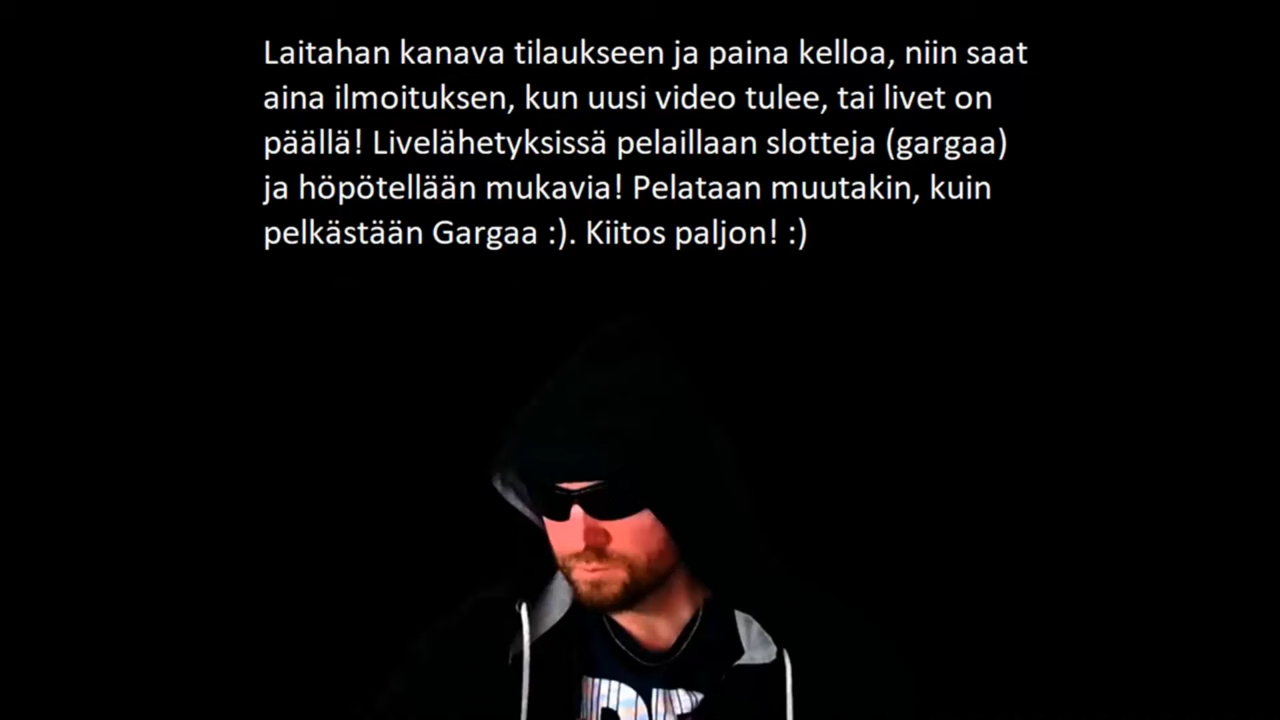 Laitahan kanava tilaukseen ja paina kelloa, niin saat
aina ilmoituksen, kun uusi video tulee, tai livet on
päällä! Livelähetyksissä pelaillaan slotteja (gargaa)
ja höpötellään mukavia! Pelataan muutakin, kuin
pelkästään Gargaa :). Kiitos paljon! :)